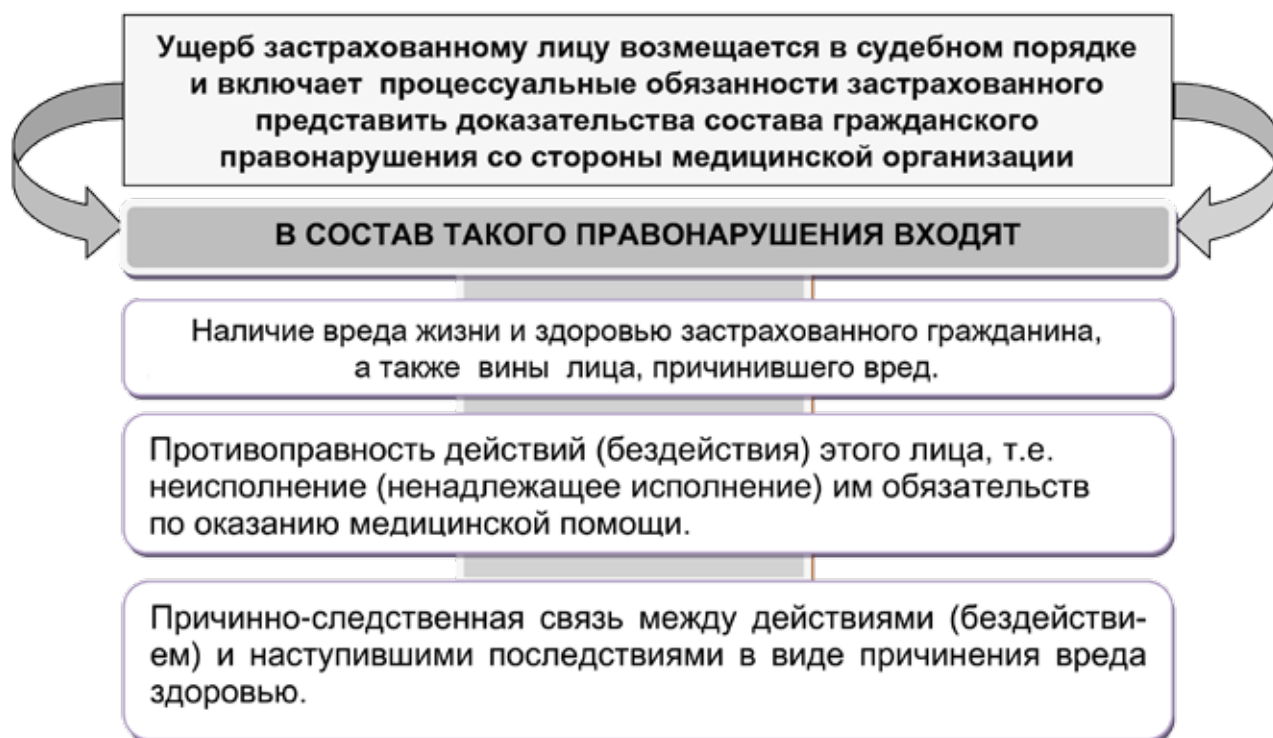 Ущерб застрахованному лицу возмещается в судебном порядке
и включает процессуальные обязанности застрахованного
представить доказательства состава гражданского
правонарушения со стороны медицинской организации
В СОСТАВ ТАКОГО ПРАВОНАРУШЕНИЯ ВХОДЯТ
Наличие вреда жизни и здоровью застрахованного гражданина,
а также вины лица, причинившего вред.
Противоправность действий (бездействия) этого лица, т.е.
неисполнение (ненадлежащее исполнение) им обязательств
по оказанию медицинской помощи.
Причинно-следственная связь между действиями (бездействи-
ем) и наступившими последствиями в виде причинения вреда
здоровью.